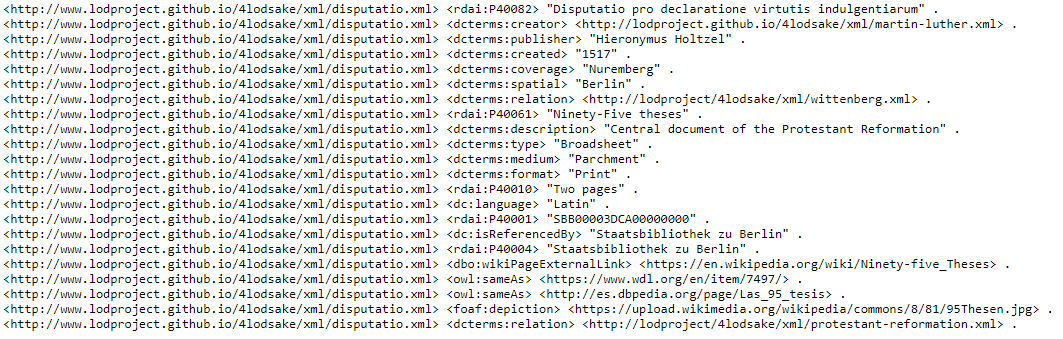 <http://www.lodproject.github.io/4lodsake/xml/disputatio.xml> <rdai:P40082> "Disputatio pro declaratione virtutis indulgentiarum" .
<http://www.lodproject.github.io/4lodsake/xml/disputatio.xml> <dcterms:creator> <http://lodproject.github.io/4lodsake/xml/martin-luther.xml> .
<http://www.lodproject.github.io/4lodsake/xml/disputatio.xml> <dcterms:publisher> "Hieronymus Holtzel" .
<http://www.lodproject.github.io/4lodsake/xml/disputatio.xml> <dcterms:created> "1517" .
<http://www.lodproject.github.io/4lodsake/xml/disputatio.xml> <dcterms:coverage> "Nuremberg" .
<http://www.lodproject.github.io/4lodsake/xml/disputatio.xml> <dcterms:spatial> "Berlin" .
<http://www.lodproject.github.io/4lodsake/xml/disputatio.xml> <dcterms:relation> <http://lodproject/4lodsake/xml/wittenberg.xml> .
<http://www.lodproject.github.io/4lodsake/xml/disputatio.xml> <rdai:P40061> "Ninety-Five theses" .
<http://www.lodproject.github.io/4lodsake/xml/disputatio.xml> <dcterms:description> "Central document of the Protestant Reformation" .
<http://www.lodproject.github.io/4lodsake/xml/disputatio.xml> <dcterms:type> "Broadsheet" .
<http://www.lodproject.github.io/4lodsake/xml/disputatio.xml> <dcterms:medium> "Parchment" .
<http://www.lodproject.github.io/4lodsake/xml/disputatio.xml> <dcterms:format> "Print" .
<http://www.lodproject.github.io/4lodsake/xml/disputatio.xml> <rdai:P40010> "Two pages" .
<http://www.lodproject.github.io/4lodsake/xml/disputatio.xml> <dc:language> "Latin" .
<http://www.lodproject.github.io/4lodsake/xml/disputatio.xml> <rdai:P40001> "SBB00003DCA00000000" .
<http://www.lodproject.github.io/4lodsake/xml/disputatio.xml> <dc:isReferencedBy> "Staatsbibliothek zu Berlin" .
<http://www.lodproject.github.io/4lodsake/xml/disputatio.xml> <rdai:P40004> "Staatsbibliothek zu Berlin" .
<http://www.lodproject.github.io/4lodsake/xml/disputatio.xml> <dbo:wikiPageExternalLink> <https://en.wikipedia.org/wiki/Ninety-five_Theses> .
<http://www.lodproject.github.io/4lodsake/xml/disputatio.xml> <owl:sameAs> <https://www.wdl.org/en/item/7497/> .
<http://www.lodproject.github.io/4lodsake/xml/disputatio.xml> <owl:sameAs> <http://es.dbpedia.org/page/Las_95_tesis> .
<http://www.lodproject.github.io/4lodsake/xml/disputatio.xml> <foaf:depiction> <https://upload.wikimedia.org/wikipedia/commons/8/81/95Thesen.jpg> .
<http://www.lodproject.github.io/4lodsake/xml/disputatio.xml> <dcterms:relation> <http://lodproject/4lodsake/xml/protestant-reformation.xml> .